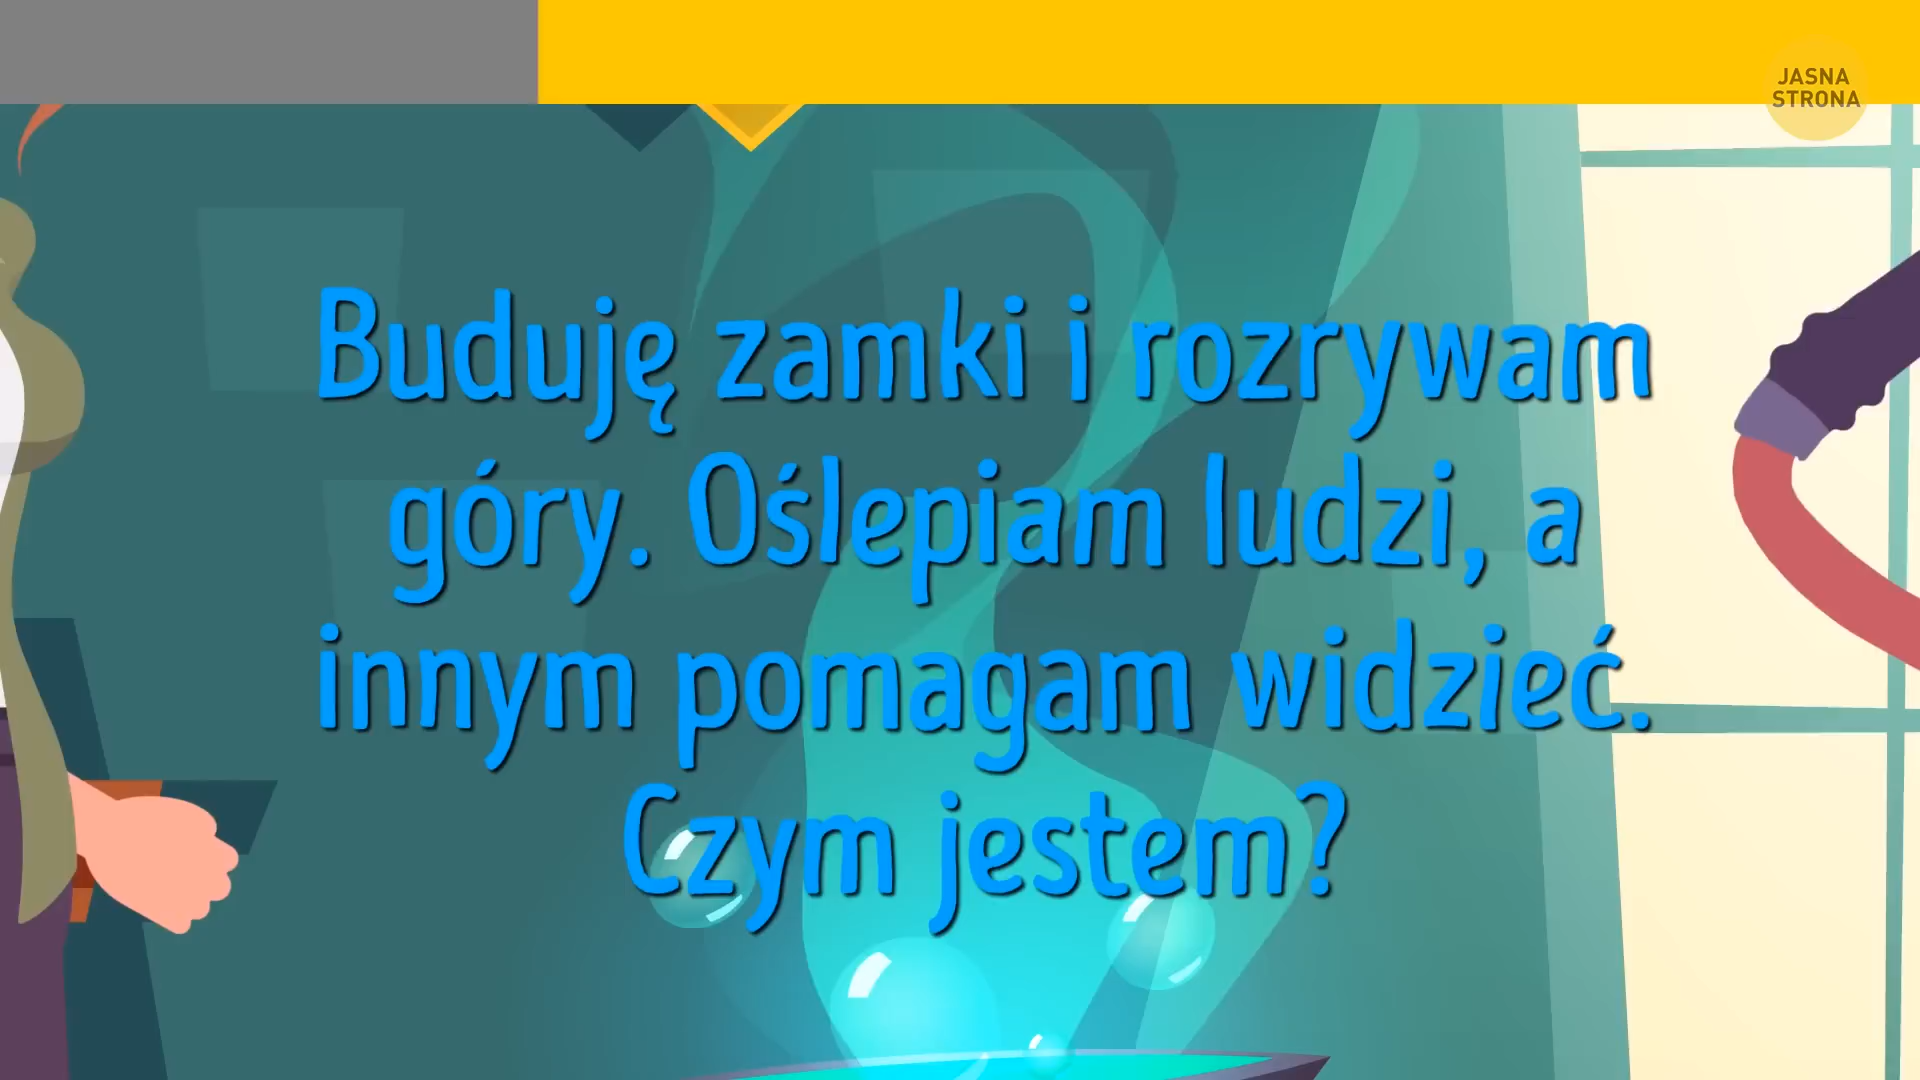 JASNA
STRONA
Buduję zamki i rozrywam
góry. Oślepiam ludzi, a
innym pomagam widzieć.
Czym jestem?